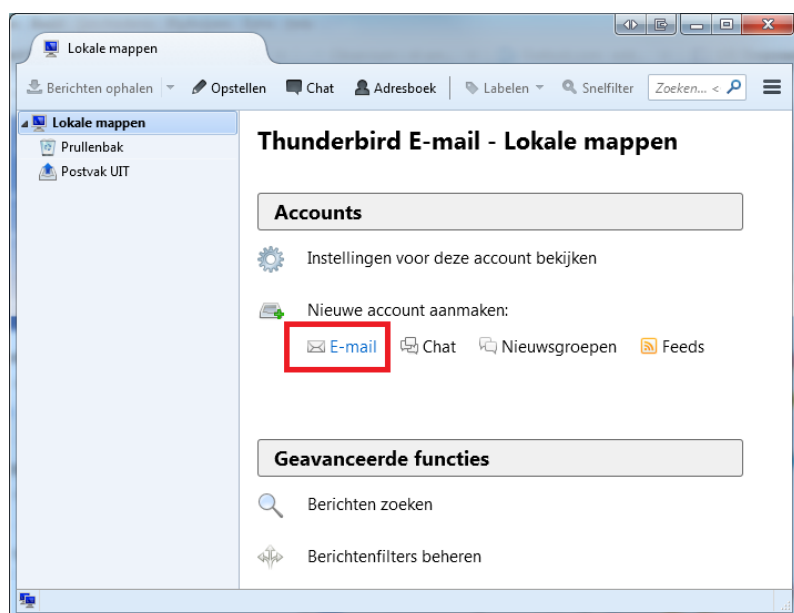 Lokale mappen
Berichten ophalen Opstellen Chat Adresboek Labelen Snelfilter Zoeken... <
Lokale mappen
Prullenbak
Postvak UIT
Thunderbird E-mail - Lokale mappen
Accounts
Instellingen voor deze account bekijken
Nieuwe account aanmaken:
E-mail Chat Nieuwsgroepen Feeds
Geavanceerde functies
Berichten zoeken
Berichtenfilters beheren